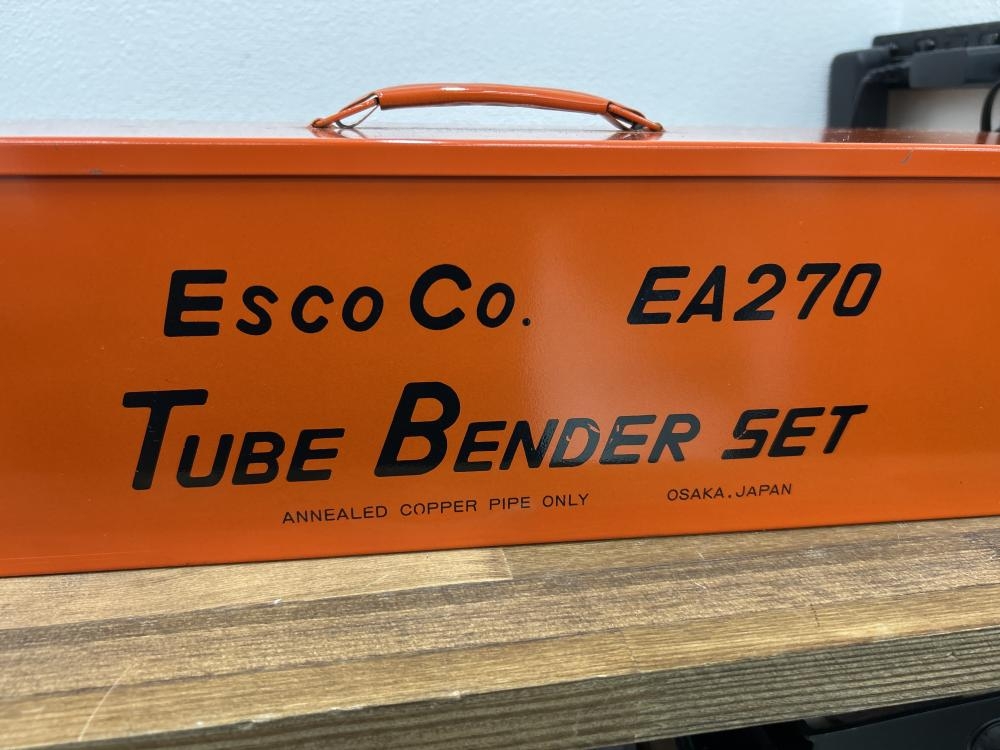 Esco Co. EA270
TUBE BENDER SET
ANNEALED COPPER PIPE ONLY OSAKA.JAPAN